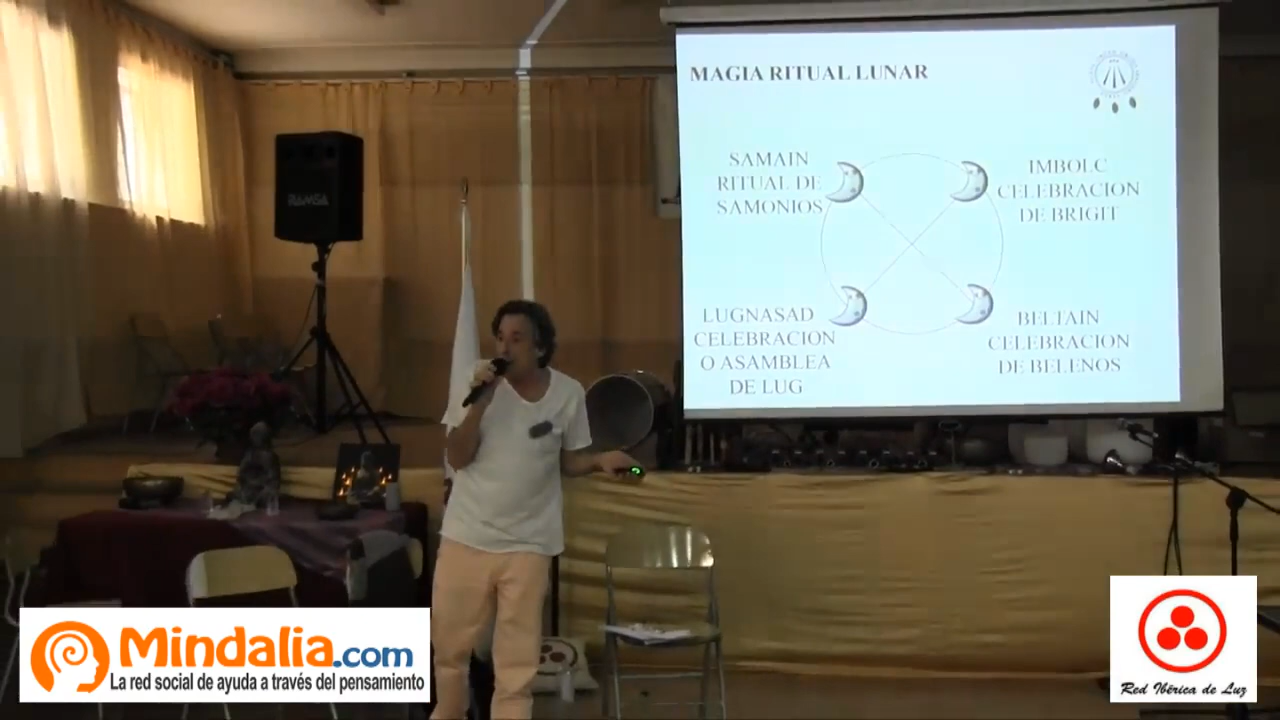 MAGIA RITUAL LUNAR
SAMAIN
RITUAL DE
SAMONIOS
IMBOLC
CELEBRACION
DE BRIGIT
LUGNASAD
CELEBRACION
O ASAMBLEA
DE LUG
BELTAIN
CELEBRACION
DE BELENOS
RAMSA
Mindalia.com
La red social de ayuda a través del pensamiento
Red Ibérica de Luz